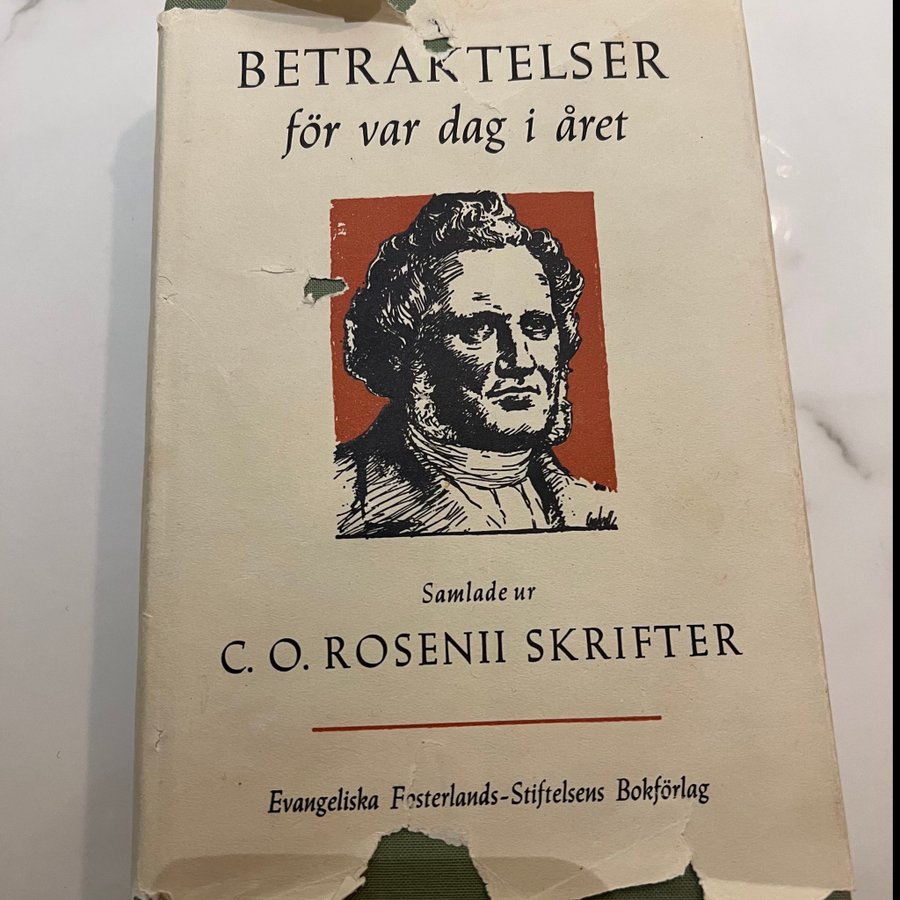 BETRAKTELSER
för var dag i året
Samlade ur
C. O. ROSENII SKRIFTER
Evangeliska Fosterlands-Stiftelsens Bokförlag